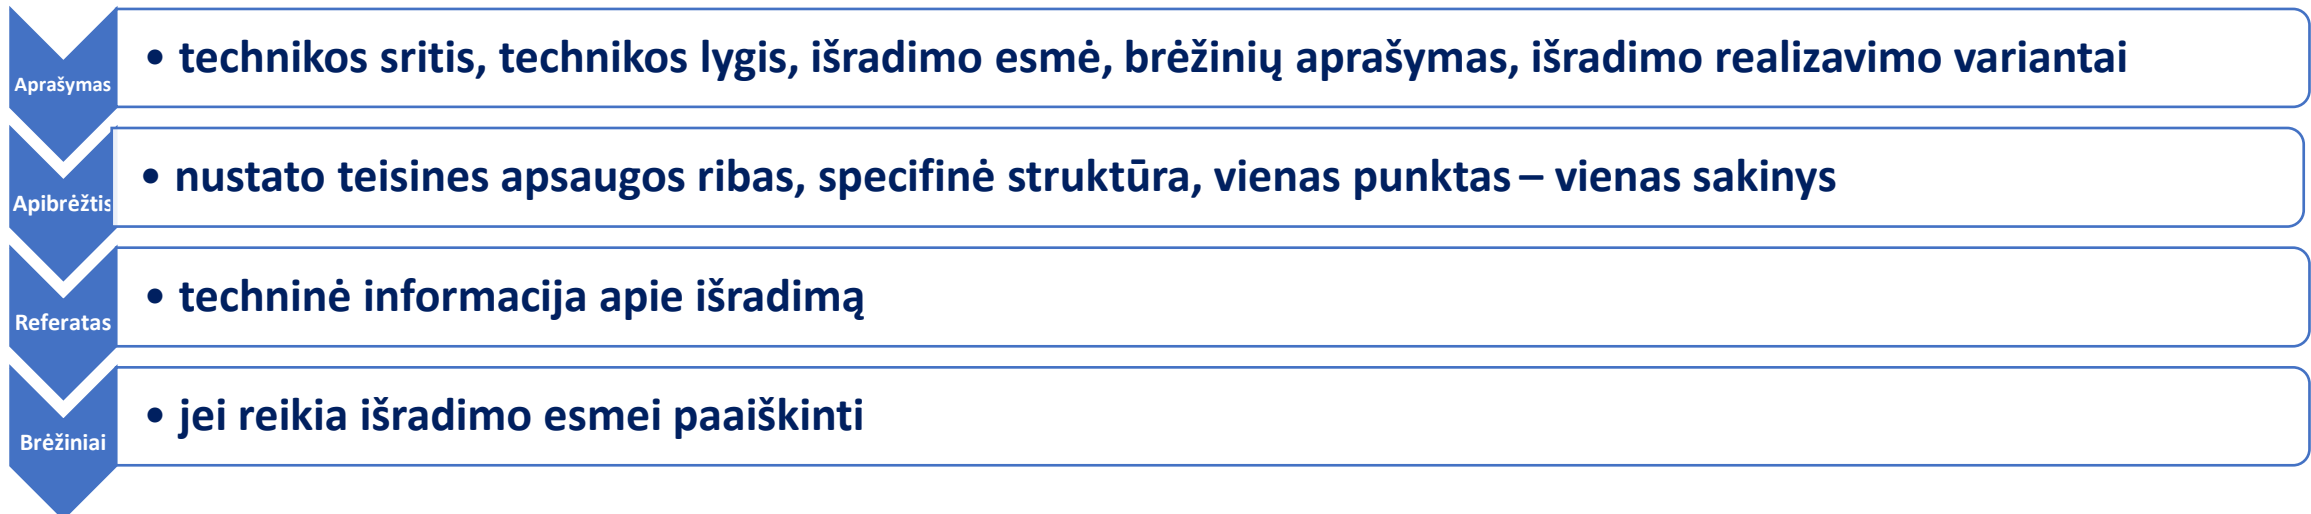 Aprašymas
• technikos sritis, technikos lygis, išradimo esmė, brėžinių aprašymas, išradimo realizavimo variantai
Apibrėžtis
• nustato teisines apsaugos ribas, specifinė struktūra, vienas punktas – vienas sakinys
Referatas
• techninė informacija apie išradimą
Brėžiniai
• jei reikia išradimo esmei paaiškinti